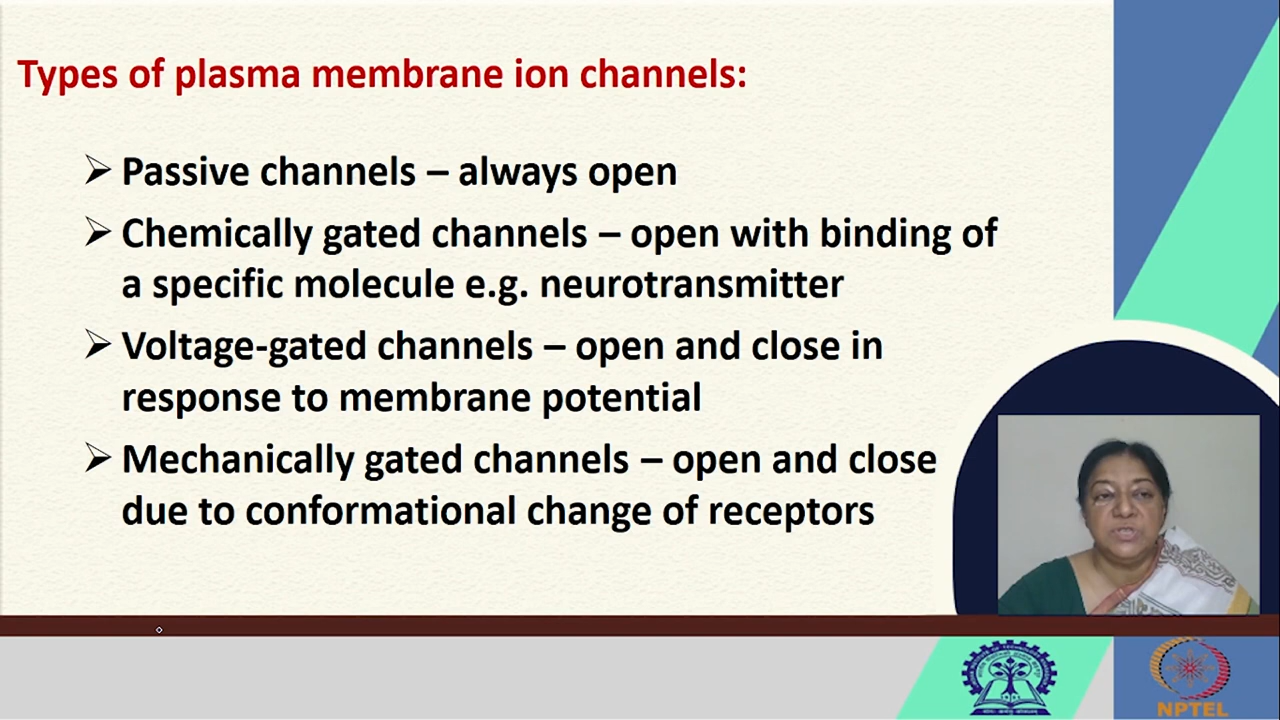 Types of plasma membrane ion channels:
➢ Passive channels – always open
➢ Chemically gated channels – open with binding of
a specific molecule e.g. neurotransmitter
➢ Voltage-gated channels – open and close in
response to membrane potential
➢ Mechanically gated channels – open and close
due to conformational change of receptors
NPTEL